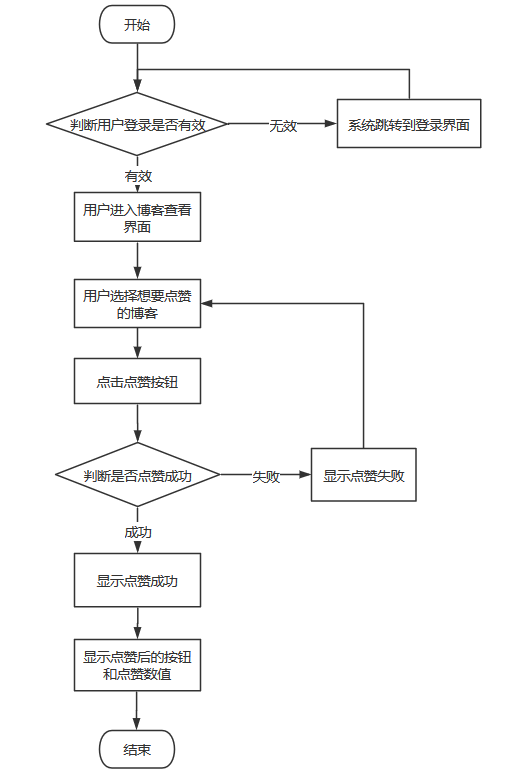 开始
判断用户登录是否有效
无效
系统跳转到登录界面
有效
用户进入博客查看
界面
用户选择想要点赞
的博客
点击点赞按钮
判断是否点赞成功
失败
显示点赞失败
成功
显示点赞成功
显示点赞后的按钮
和点赞数值
结束